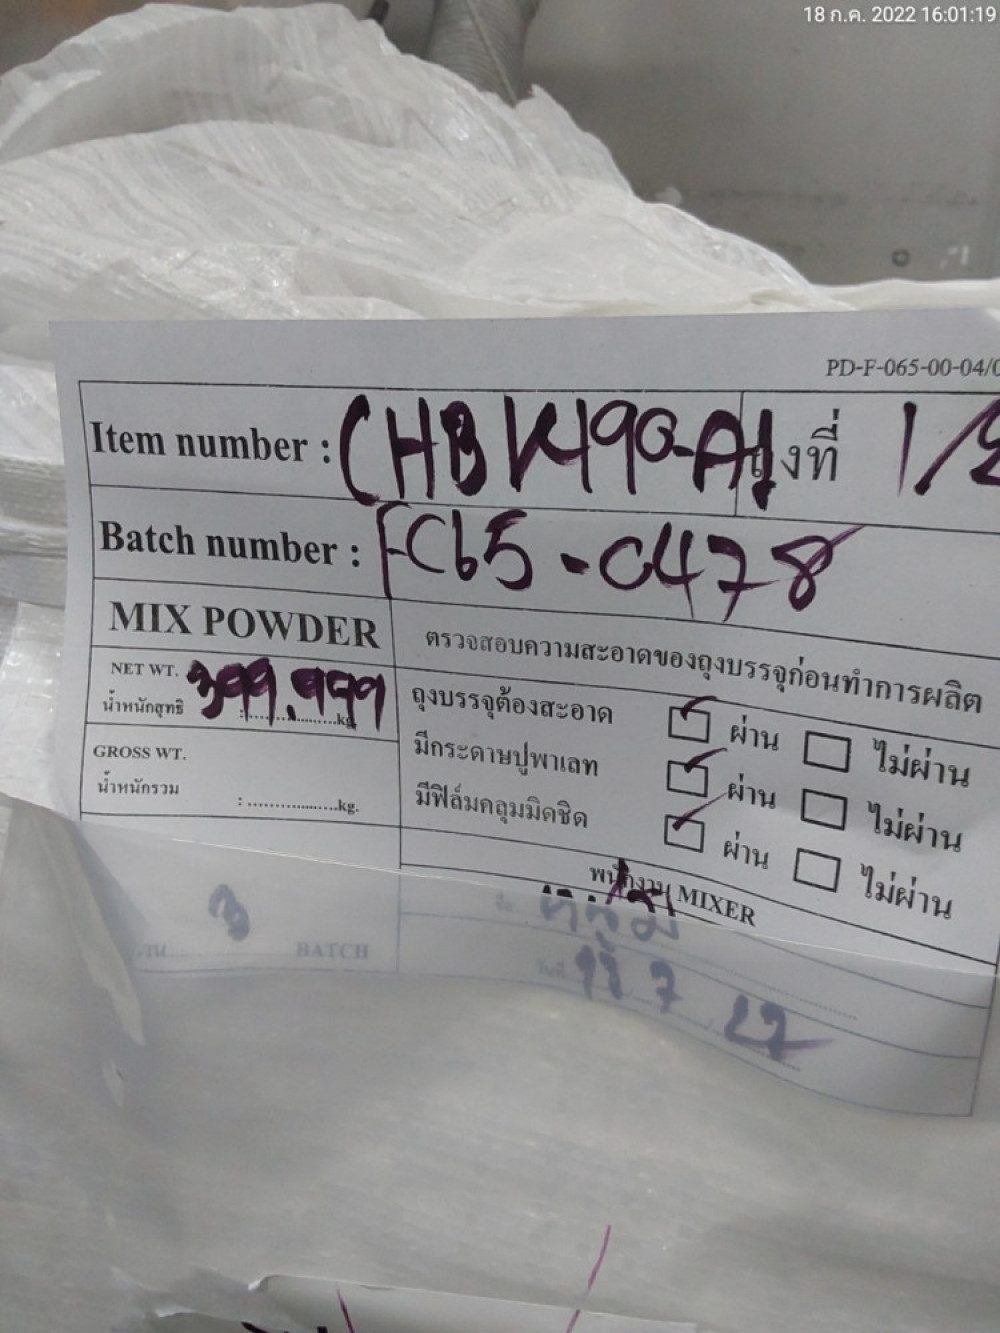 18 ก.ค. 2022 16:01:19
PD-F-065-00-04/0
Item number : CHBK190-A1 ถุงที่ 1/2
Batch number : FC65-0478
MIX POWDER
ตรวจสอบความสะอาดของถุงบรรจุก่อนทำการผลิต
NET WT.
น้ำหนักสุทธิ 399.999 kg.
ถุงบรรจุต้องสะอาด ผ่าน ไม่ผ่าน
มีกระดาษปูพาเลท ผ่าน ไม่ผ่าน
GROSS WT.
น้ำหนักรวม : ................kg.
มีฟิล์มคลุมมิดชิด ผ่าน ไม่ผ่าน
พนักงาน MIXER
3 BATCH
ชื่อ
วันที่ 18 7 22